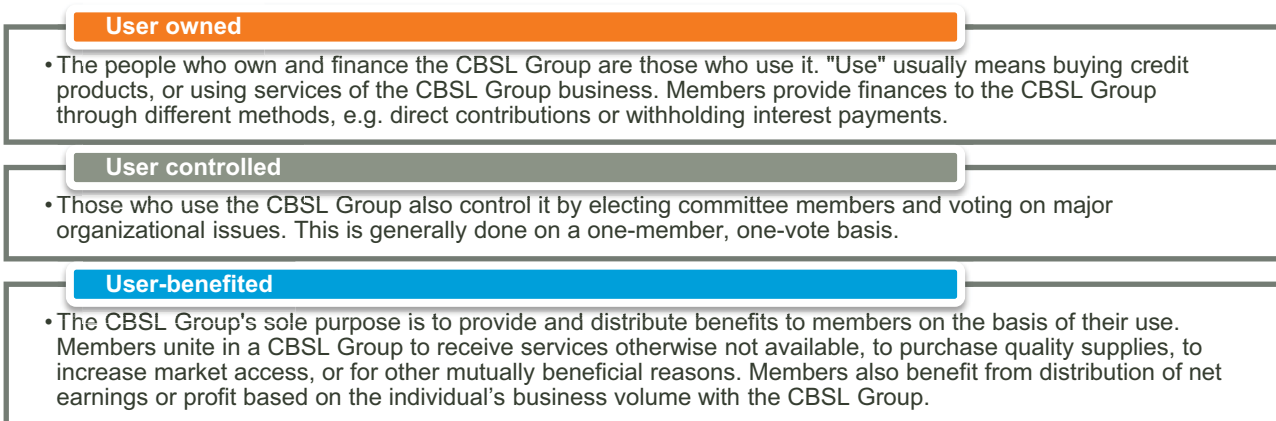 User owned
• The people who own and finance the CBSL Group are those who use it. "Use" usually means buying credit
products, or using services of the CBSL Group business. Members provide finances to the CBSL Group
through different methods, e.g. direct contributions or withholding interest payments.
User controlled
• Those who use the CBSL Group also control it by electing committee members and voting on major
organizational issues. This is generally done on a one-member, one-vote basis.
User-benefited
• The CBSL Group's sole purpose is to provide and distribute benefits to members on the basis of their use.
Members unite in a CBSL Group to receive services otherwise not available, to purchase quality supplies, to
increase market access, or for other mutually beneficial reasons. Members also benefit from distribution of net
earnings or profit based on the individual’s business volume with the CBSL Group.